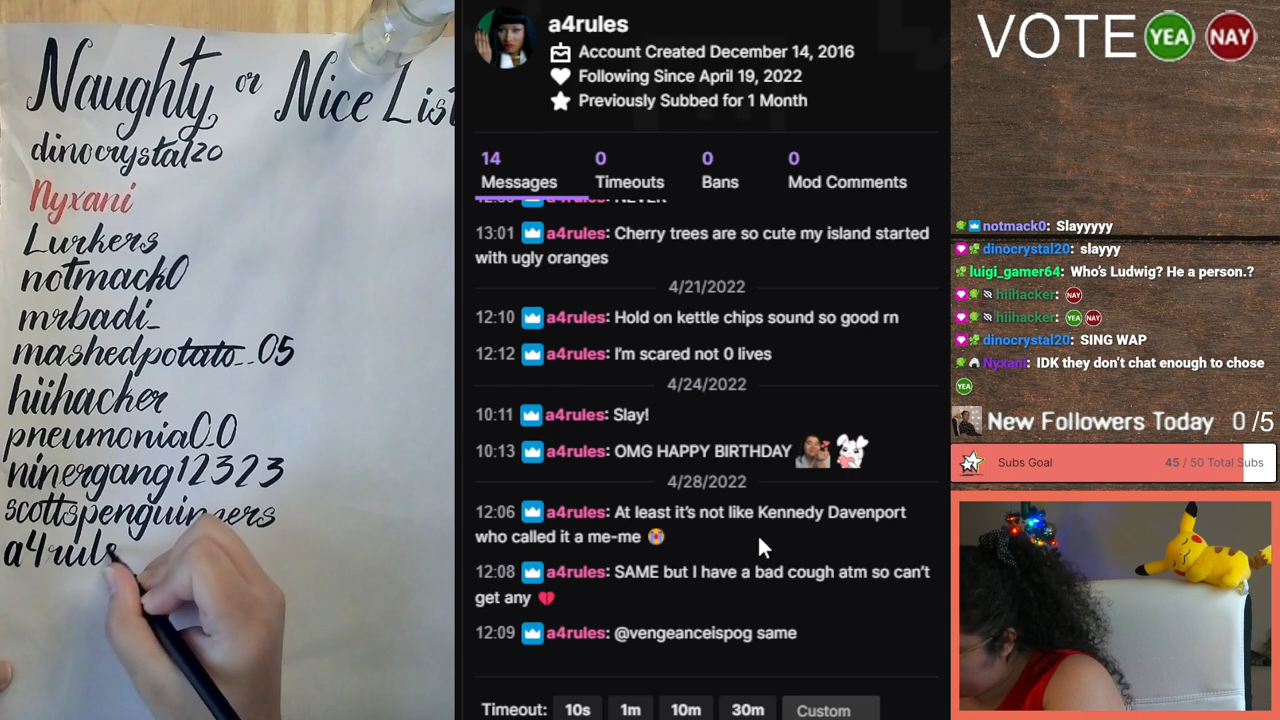 Naughty or Nice List
dinocrystal20
Nyxani
Lurkers
notmack0
mrbadi_
mashedpotato_05
hiihacker
pneumonia0_0
ninergang12323
scottspenguinners
a4rul
a4rules
Account Created December 14, 2016
Following Since April 19, 2022
Previously Subbed for 1 Month
14 0 0 0
Messages Timeouts Bans Mod Comments
a4rules: NEVER
13:01 a4rules: Cherry trees are so cute my island started
with ugly oranges
4/21/2022
12:10 a4rules: Hold on kettle chips sound so good rn
12:12 a4rules: I'm scared not 0 lives
4/24/2022
10:11 a4rules: Slay!
10:13 a4rules: OMG HAPPY BIRTHDAY
4/28/2022
12:06 a4rules: At least it's not like Kennedy Davenport
who called it a me-me
12:08 a4rules: SAME but I have a bad cough atm so can't
get any
12:09 a4rules: @vengeanceispog same
Timeout: 10s 1m 10m 30m Custom
VOTE YEA NAY
notmack0: Slayyyyy
dinocrystal20: slayyy
luigi_gamer64: Who's Ludwig? He a person.?
hiihacker: NAY
hiihacker: YEA NAY
dinocrystal20: SING WAP
Nyxani: IDK they don't chat enough to chose
YEA
New Followers Today 0 /5
Subs Goal 45 / 50 Total Subs